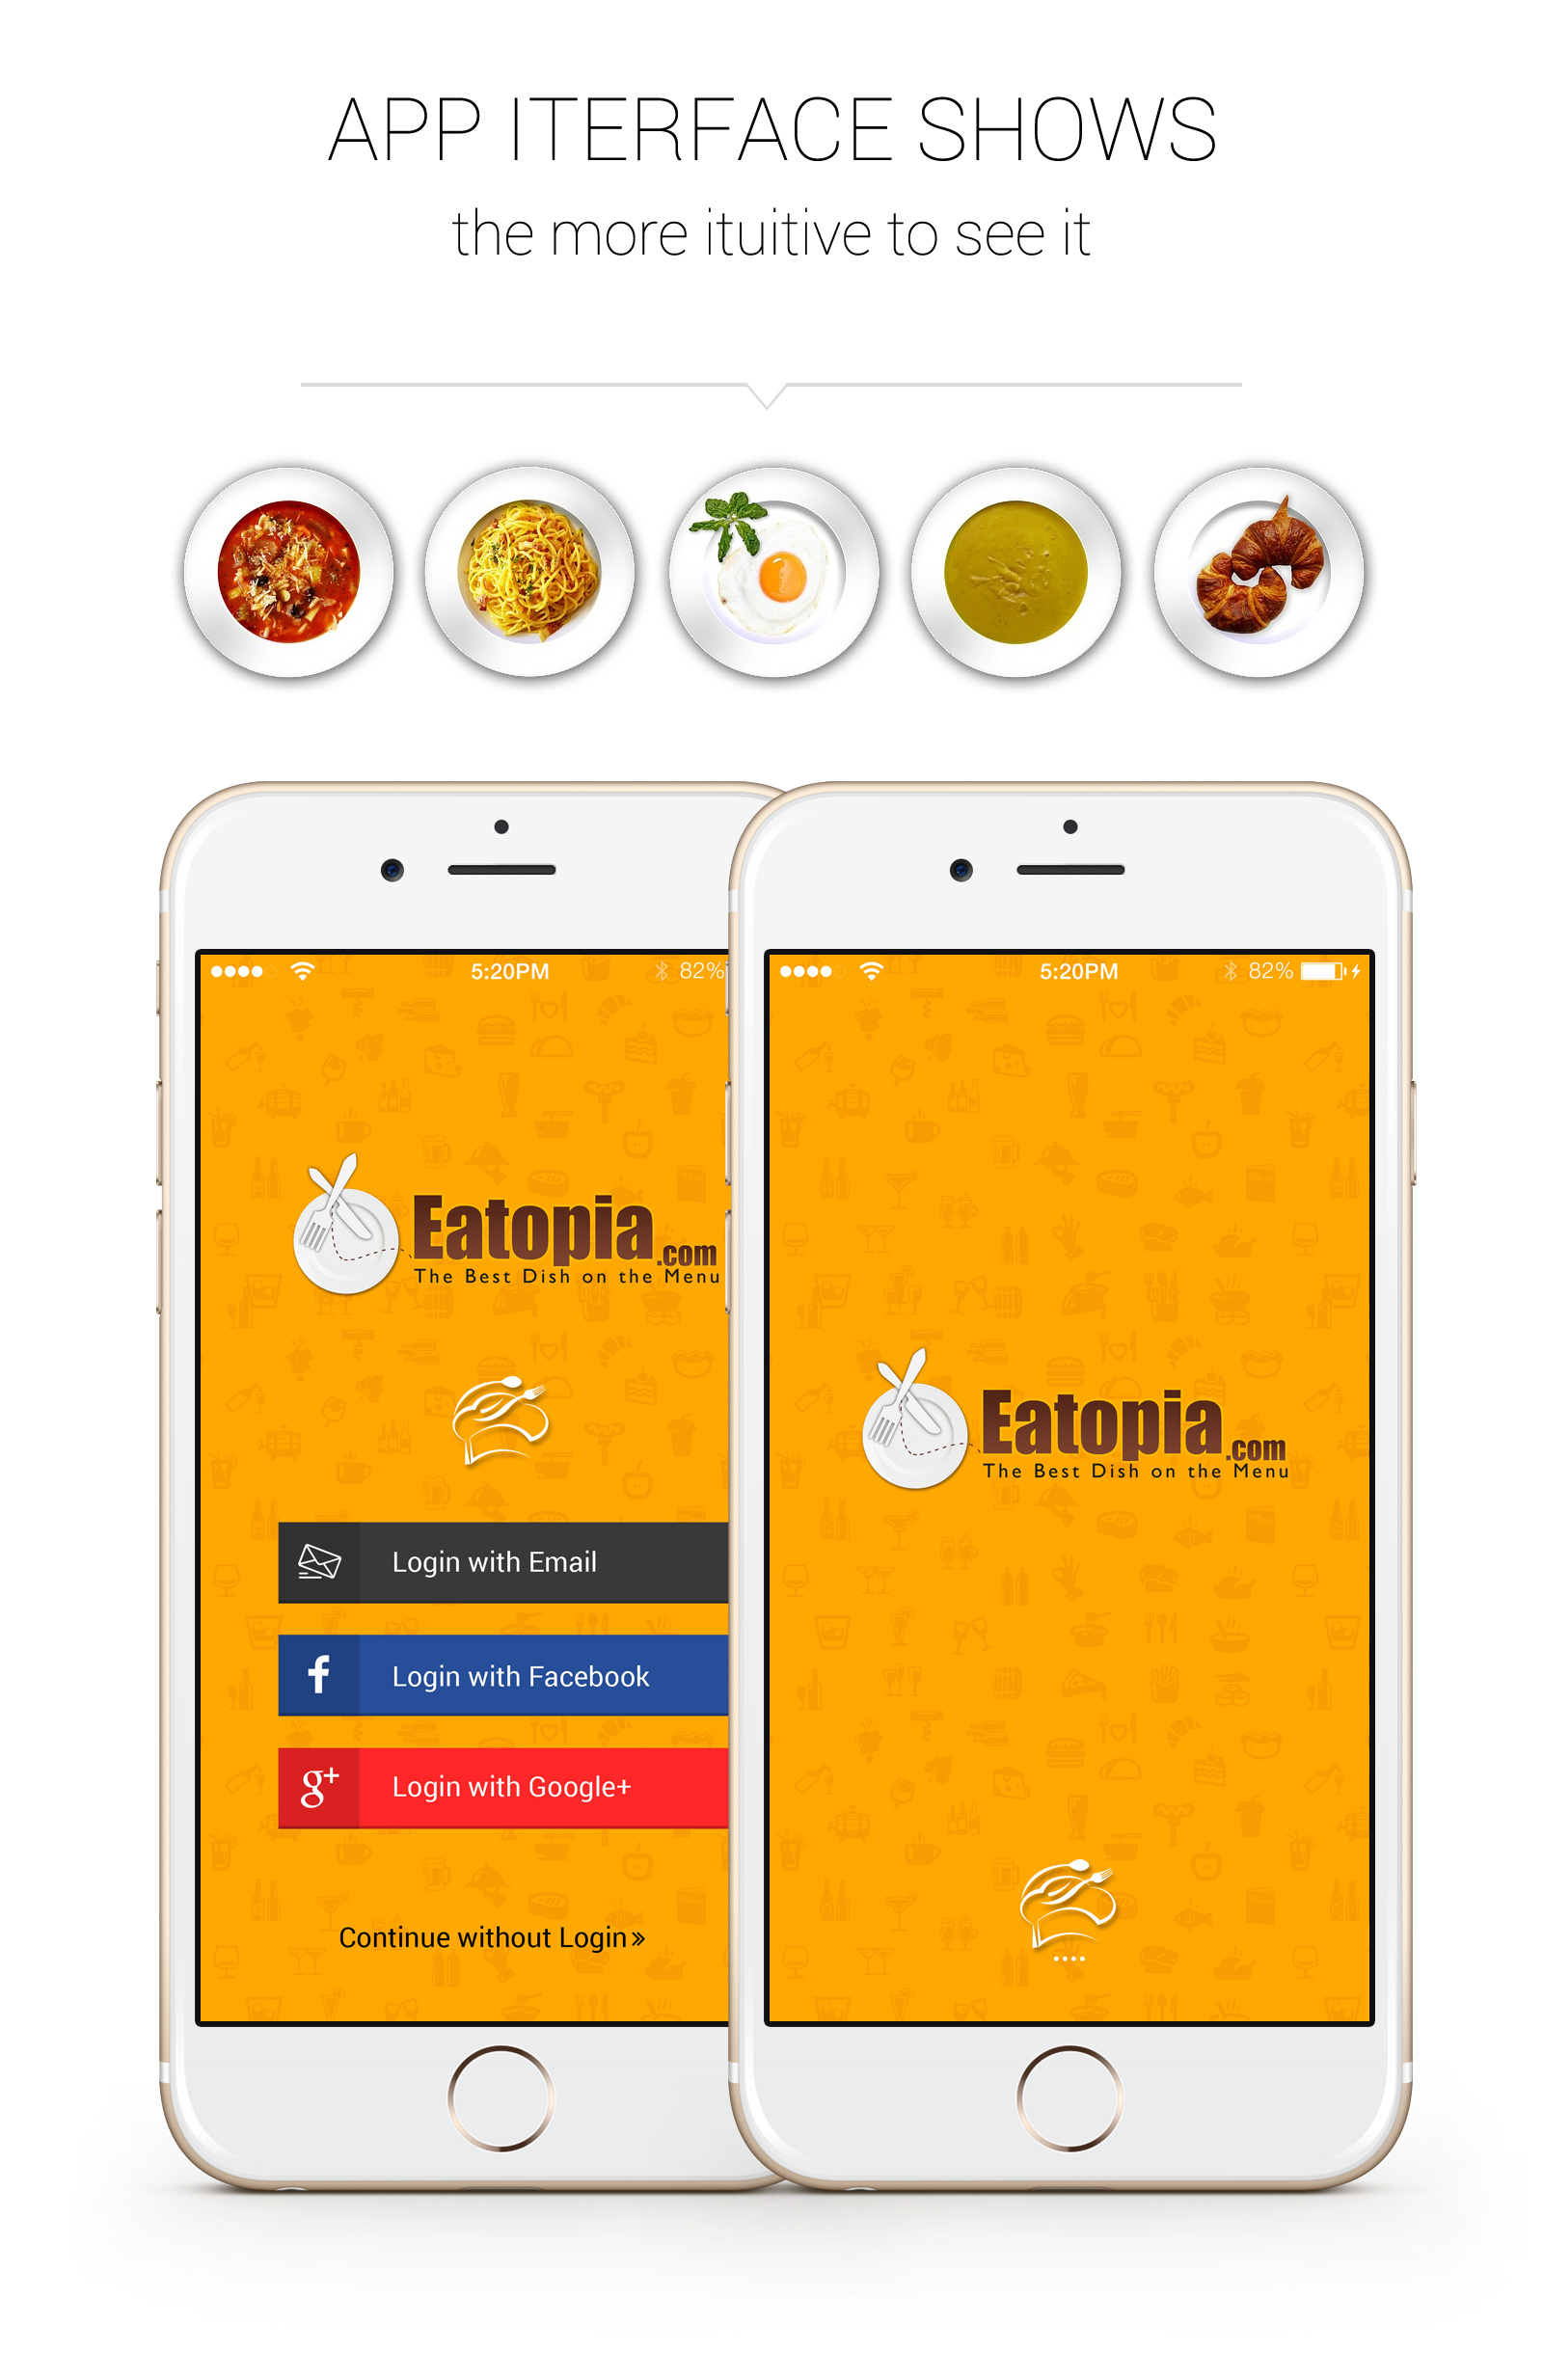 APP ITERFACE SHOWS
the more ituitive to see it
5:20PM 82%
Eatopia.com
The Best Dish on the Menu
Login with Email
f Login with Facebook
g+ Login with Google+
Continue without Login»
5:20PM 82%
Eatopia.com
The Best Dish on the Menu